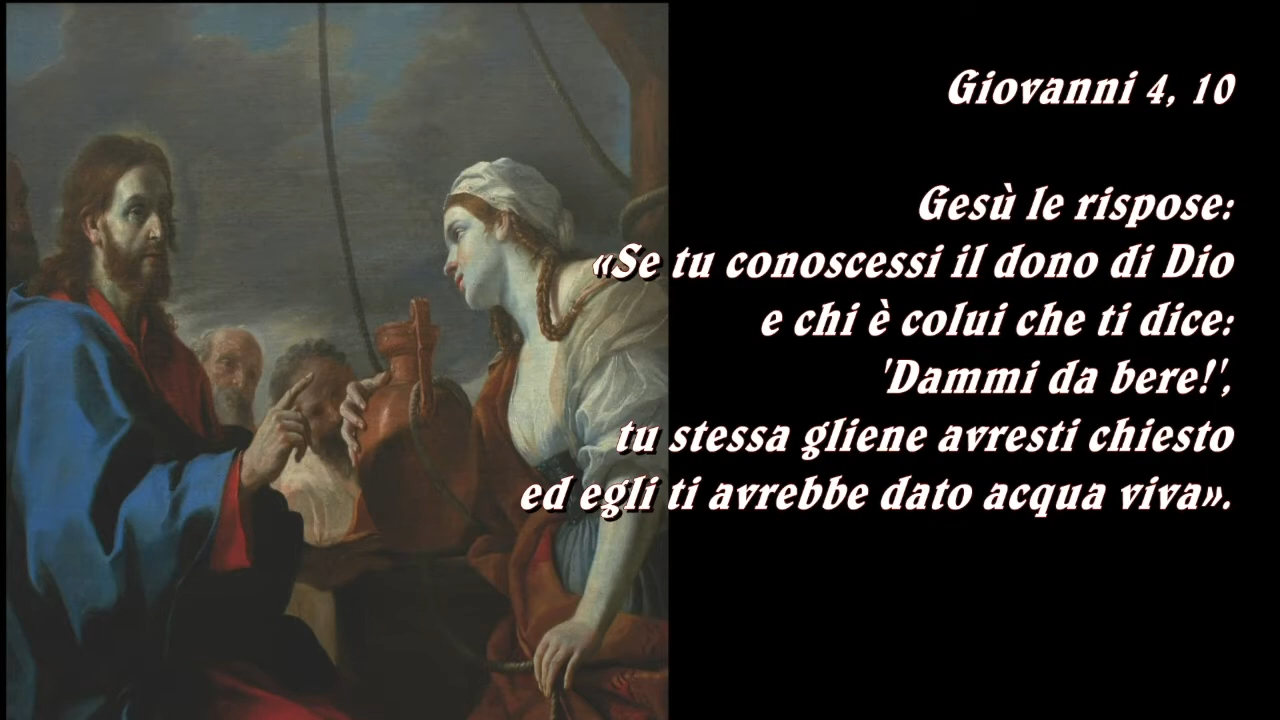 Giovanni 4, 10
Gesù le rispose:
«Se tu conoscessi il dono di Dio
e chi è colui che ti dice:
'Dammi da bere!',
tu stessa gliene avresti chiesto
ed egli ti avrebbe dato acqua viva».